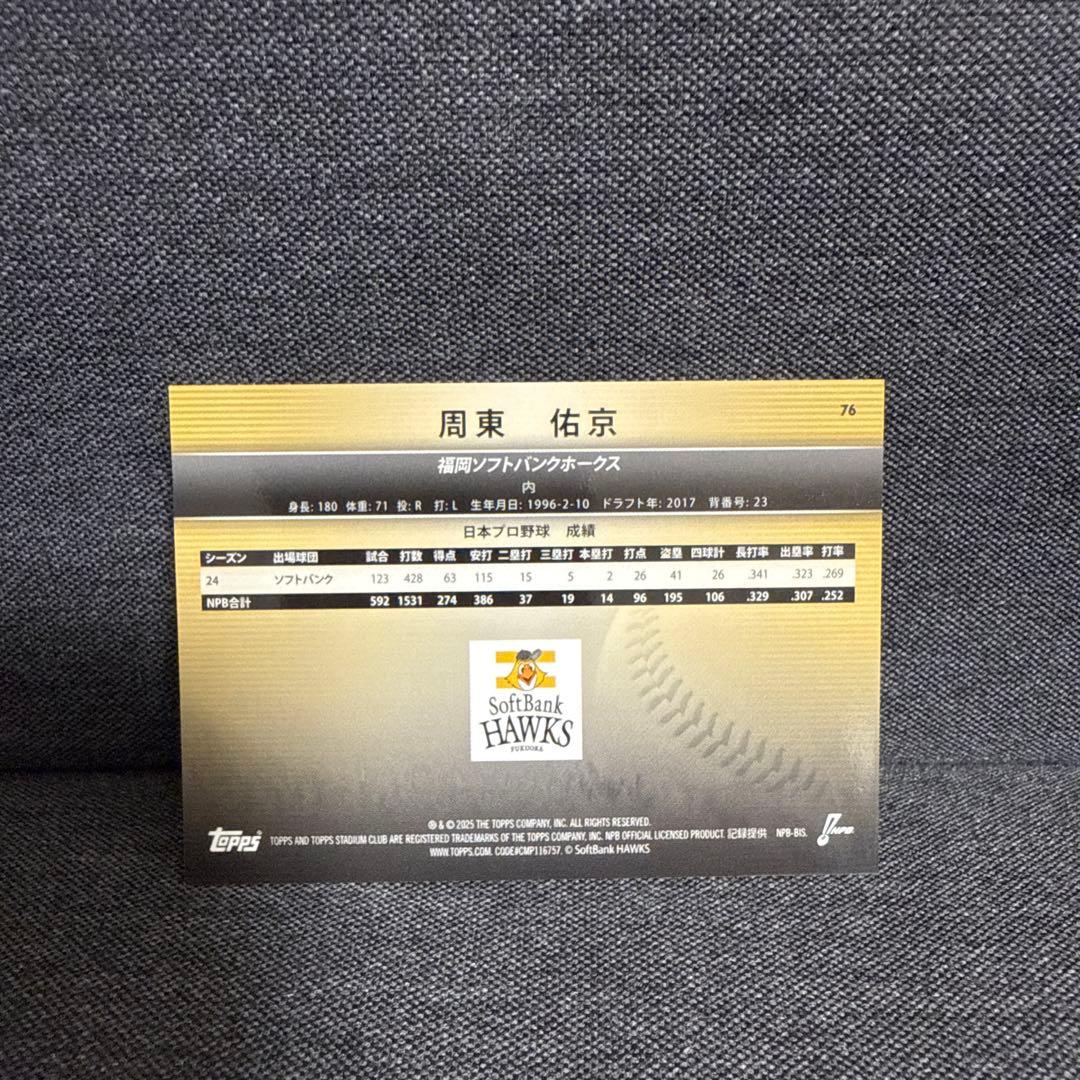 76
周東 佑京
福岡ソフトバンクホークス
内
身長: 180 体重: 71 投: R 打: L 生年月日: 1996-2-10 ドラフト年: 2017 背番号: 23
日本プロ野球 成績
シーズン 出場球団 試合 打数 得点 安打 二塁打 三塁打 本塁打 打点 盗塁 四球計 長打率 出塁率 打率
24 ソフトバンク 123 428 63 115 15 5 2 26 41 26 .341 .323 .269
NPB合計 592 1531 274 386 37 19 14 96 195 106 .329 .307 .252
SoftBank
HAWKS
FUKUOKA
® & © 2025 THE TOPPS COMPANY, INC. ALL RIGHTS RESERVED.
topps TOPPS AND TOPPS STADIUM CLUB ARE REGISTERED TRADEMARKS OF THE TOPPS COMPANY, INC. NPB OFFICIAL LICENSED PRODUCT. 記録提供 NPB-BIS. NPB
WWW.TOPPS.COM. CODE#CMP116757. © SoftBank HAWKS